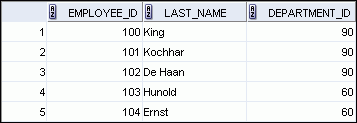 EMPLOYEE_ID LAST_NAME DEPARTMENT_ID
1 100 King 90
2 101 Kochhar 90
3 102 De Haan 90
4 103 Hunold 60
5 104 Ernst 60